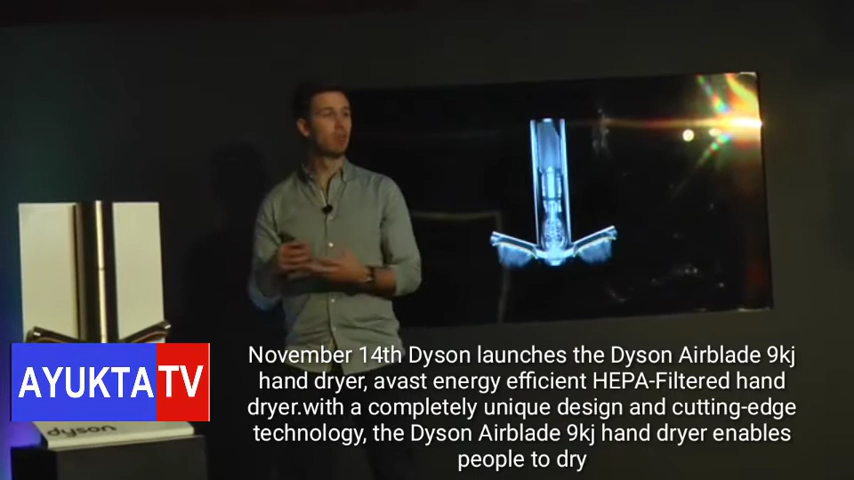 AYUKTA TV
dyson
November 14th Dyson launches the Dyson Airblade 9kj
hand dryer, avast energy efficient HEPA-Filtered hand
dryer.with a completely unique design and cutting-edge
technology, the Dyson Airblade 9kj hand dryer enables
people to dry